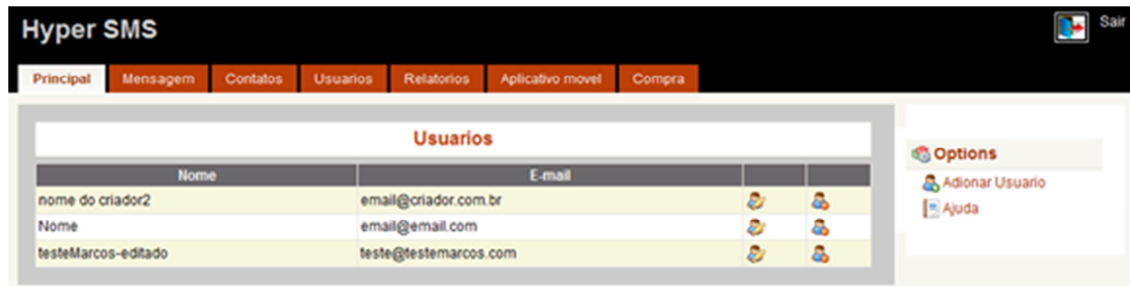 Hyper SMS
Sair
Principal Mensagem Contatos Usuarios Relatorios Aplicativo movel Compra
Usuarios
Nome E-mail
nome do criador2 email@criador.com.br
Nome email@email.com
testeMarcos-editado teste@testemarcos.com
Options
Adionar Usuario
Ajuda